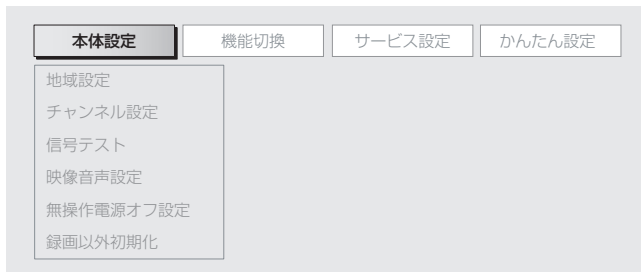 本体設定 機能切換 サービス設定 かんたん設定
地域設定
チャンネル設定
信号テスト
映像音声設定
無操作電源オフ設定
録画以外初期化